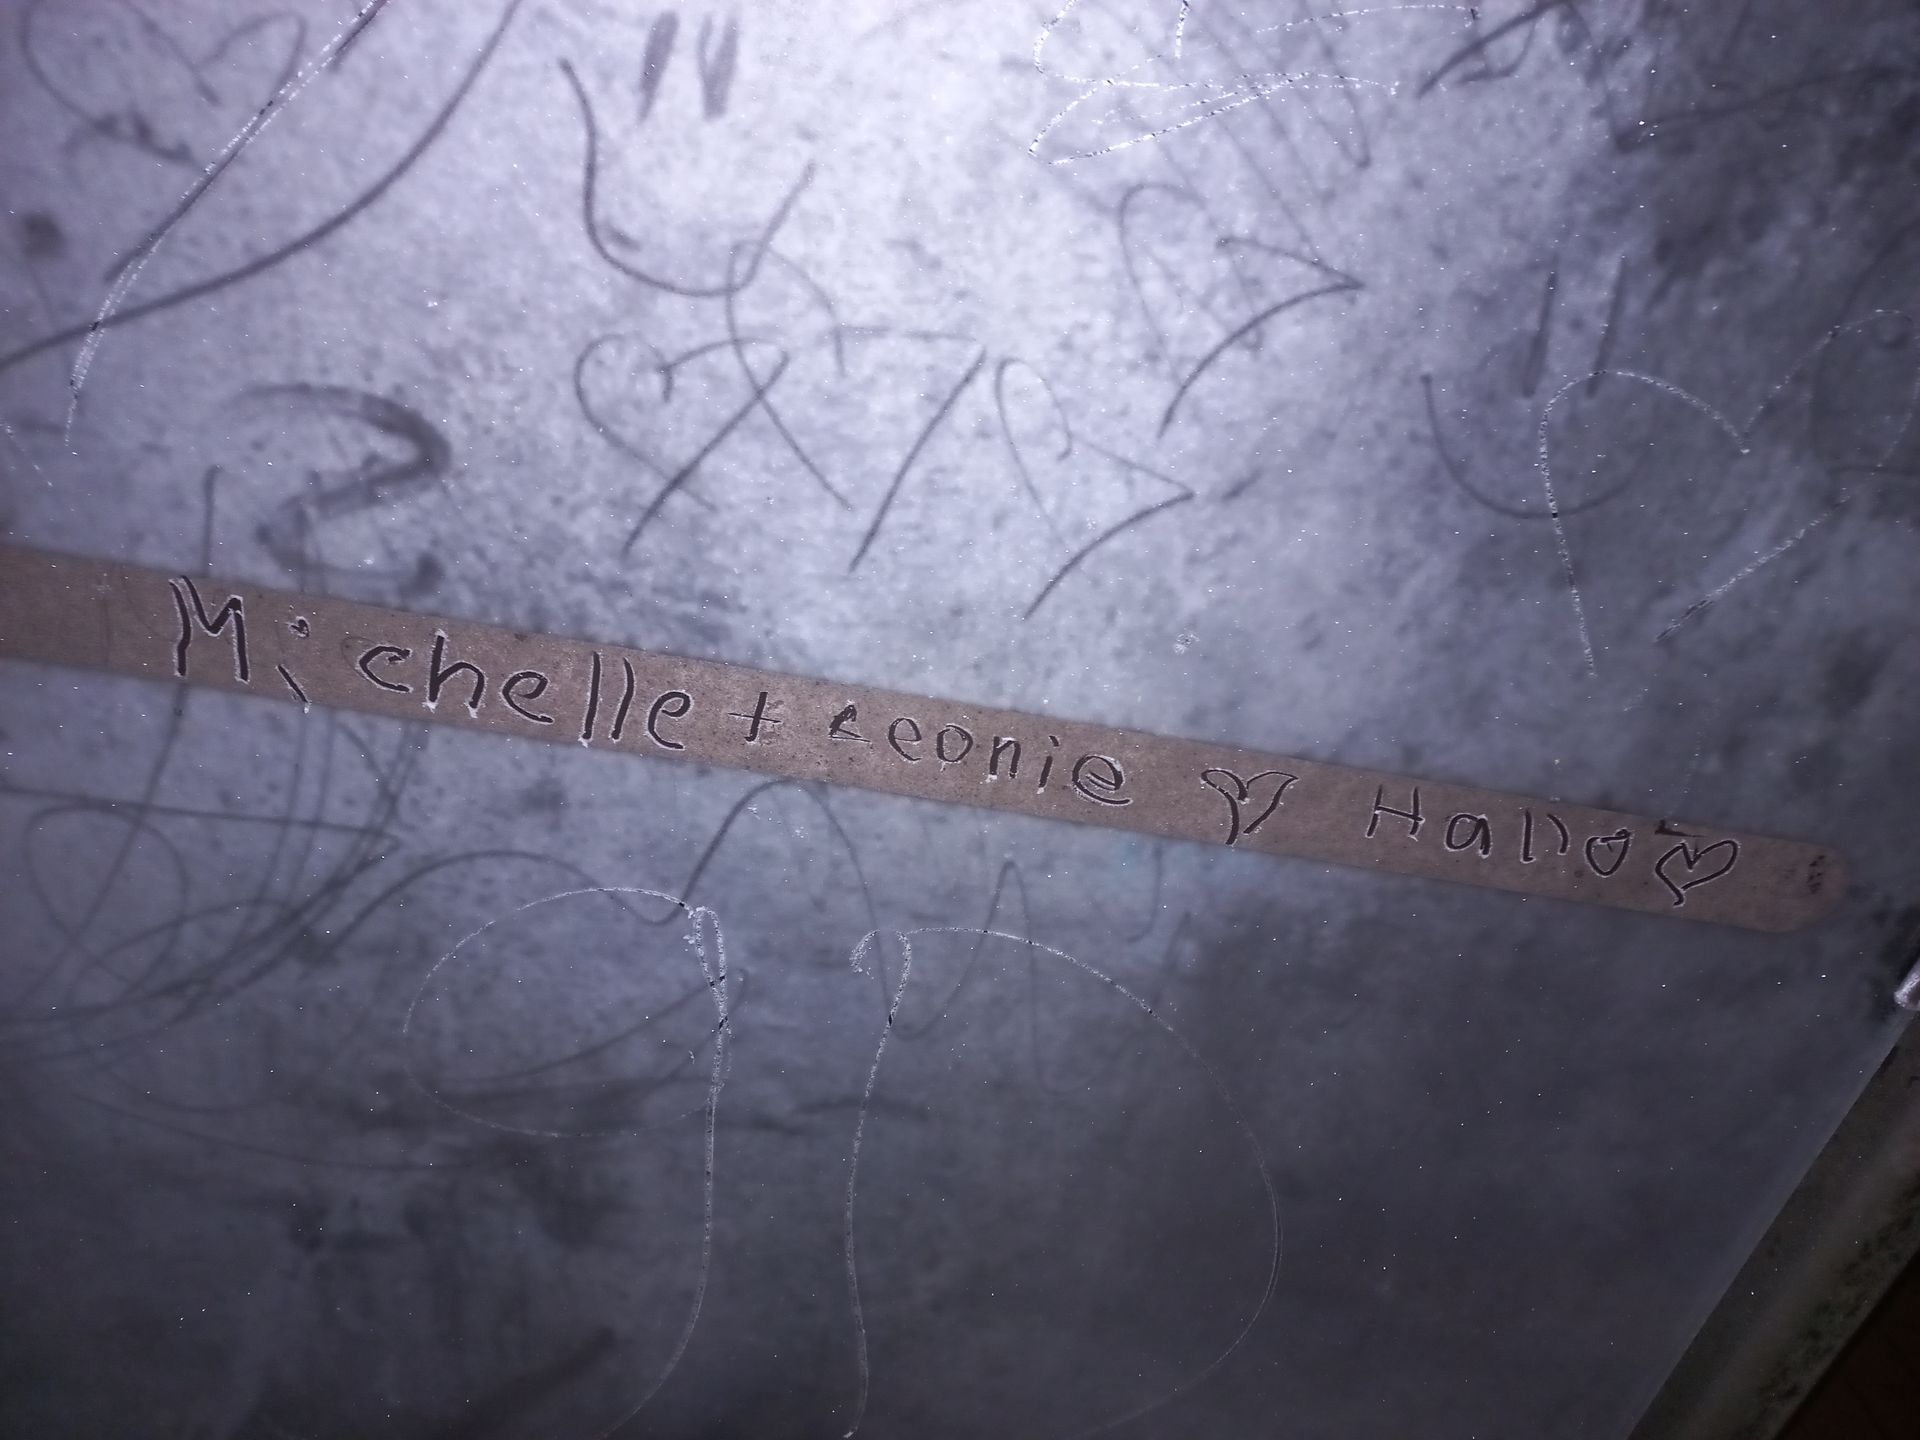 Michelle + Leonie ♡ Hallo ♡